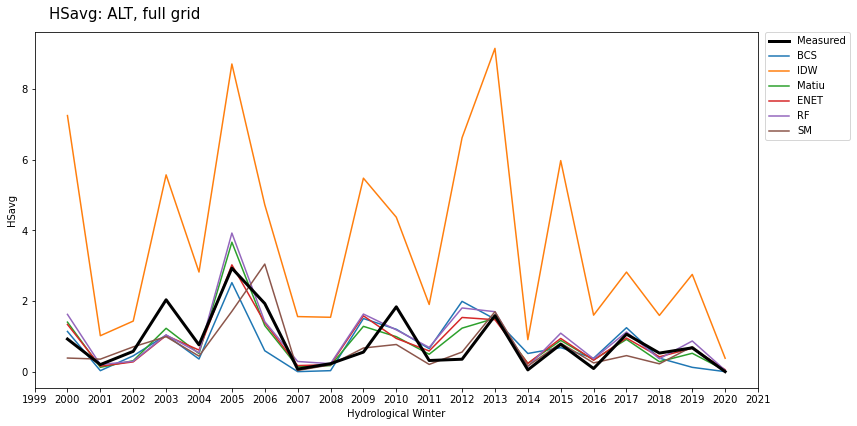 HSavg: ALT, full grid
Measured
BCS
IDW
Matiu
ENET
RF
SM
HSavg
8
6
4
2
0
1999 2000 2001 2002 2003 2004 2005 2006 2007 2008 2009 2010 2011 2012 2013 2014 2015 2016 2017 2018 2019 2020 2021
Hydrological Winter